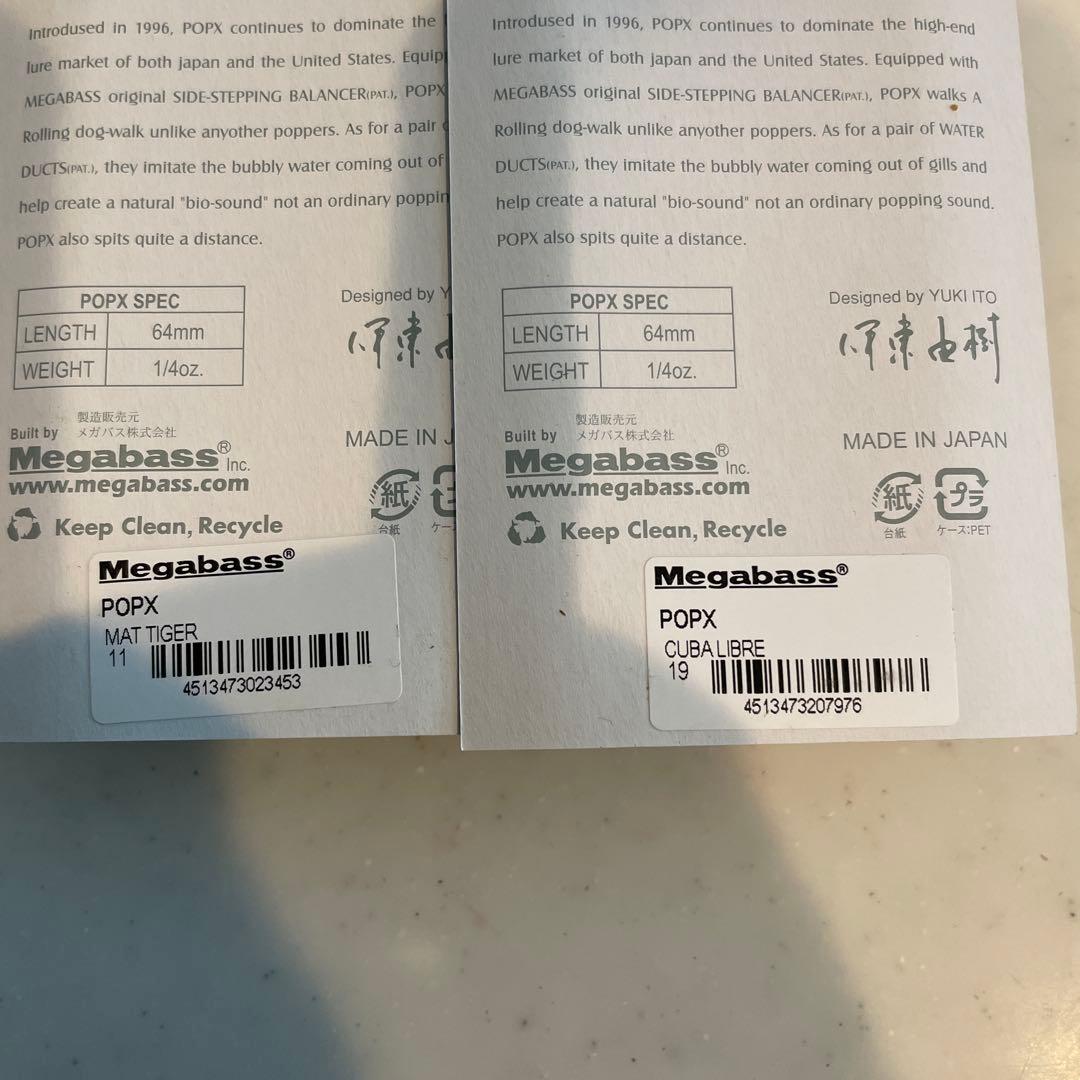 Introdused in 1996, POPX continues to dominate the
lure market of both japan and the United States. Equip
MEGABASS original SIDE-STEPPING BALANCER(PAT.), POPX
Rolling dog-walk unlike anyother poppers. As for a pair
DUCTS(PAT.), they imitate the bubbly water coming out of
help create a natural "bio-sound" not an ordinary poppin
POPX also spits quite a distance.
POPX SPEC
LENGTH 64mm
WEIGHT 1/4oz.
Designed by Y
伊東
製造販売元
Built by メガバス株式会社
Megabass® Inc.
www.megabass.com
MADE IN J
紙
台紙
ケー
Keep Clean, Recycle
Megabass®
POPX
MAT TIGER
11
4513473023453
Introdused in 1996, POPX continues to dominate the high-end
lure market of both japan and the United States. Equipped with
MEGABASS original SIDE-STEPPING BALANCER(PAT.), POPX walks A
Rolling dog-walk unlike anyother poppers. As for a pair of WATER
DUCTS(PAT.), they imitate the bubbly water coming out of gills and
help create a natural "bio-sound" not an ordinary popping sound.
POPX also spits quite a distance.
POPX SPEC
LENGTH 64mm
WEIGHT 1/4oz.
Designed by YUKI ITO
伊東由樹
製造販売元
Built by メガバス株式会社
Megabass® Inc.
www.megabass.com
MADE IN JAPAN
紙 プラ
台紙 ケース:PET
Keep Clean, Recycle
Megabass®
POPX
CUBA LIBRE
19
4513473207976